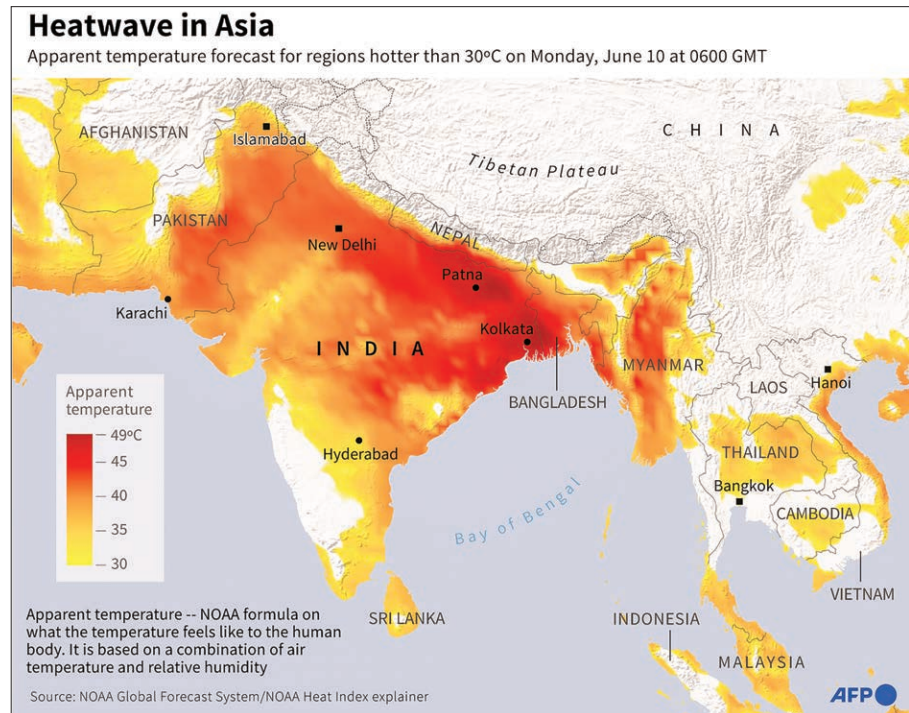 Heatwave in Asia
Apparent temperature forecast for regions hotter than 30ºC on Monday, June 10 at 0600 GMT
AFGHANISTAN
Islamabad
CHINA
Tibetan Plateau
PAKISTAN
New Delhi
NEPAL
Patna
Karachi
Kolkata
INDIA
MYANMAR
BANGLADESH
LAOS
Hanoi
Apparent
temperature
49ºC
45
40
35
30
Hyderabad
THAILAND
Bangkok
Bay of Bengal
CAMBODIA
VIETNAM
SRI LANKA
INDONESIA
MALAYSIA
Apparent temperature -- NOAA formula on
what the temperature feels like to the human
body. It is based on a combination of air
temperature and relative humidity
Source: NOAA Global Forecast System/NOAA Heat Index explainer
AFP